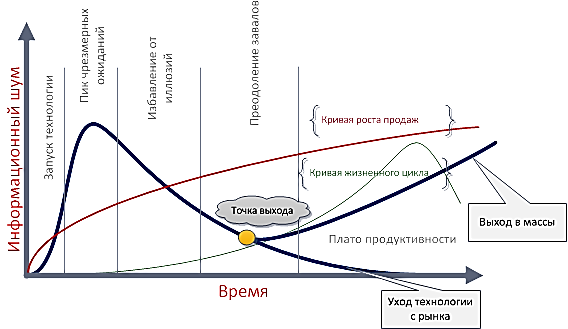 Информационный шум
Запуск технологии
Пик чрезмерных
ожиданий
Избавление от
иллюзий
Преодоление завалов
Кривая роста продаж
Кривая жизненного цикла
Точка выхода
Плато продуктивности
Выход в массы
Уход технологии
с рынка
Время